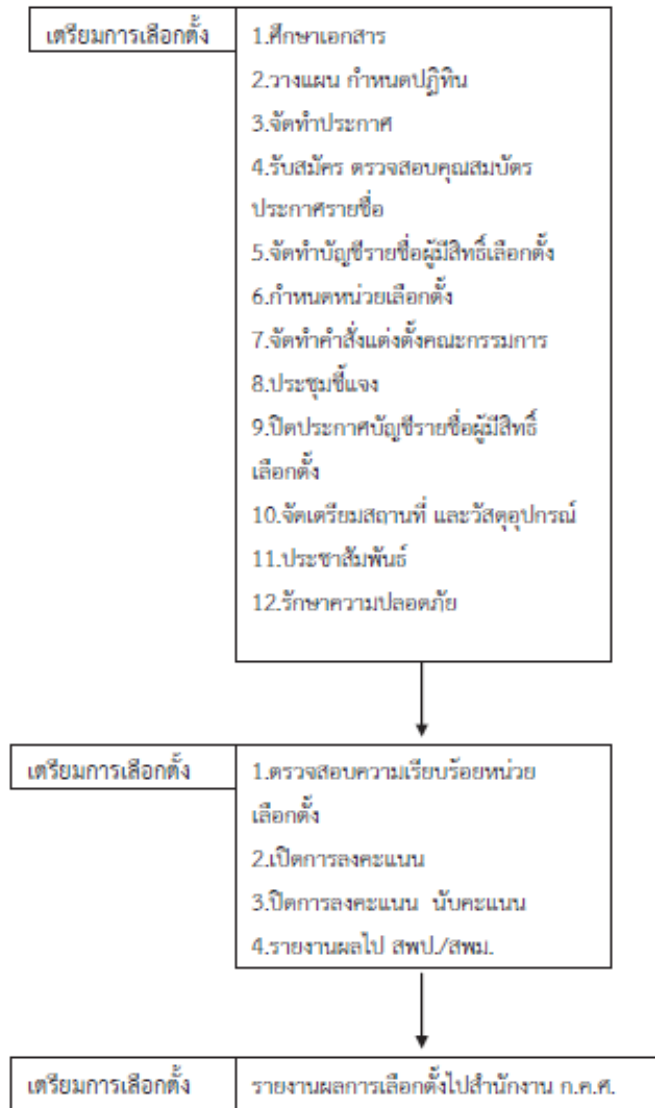 เตรียมการเลือกตั้ง
1.ศึกษาเอกสาร
2.วางแผน กำหนดปฏิทิน
3.จัดทำประกาศ
4.รับสมัคร ตรวจสอบคุณสมบัตร
ประกาศรายชื่อ
5.จัดทำบัญชีรายชื่อผู้มีสิทธิ์เลือกตั้ง
6.กำหนดหน่วยเลือกตั้ง
7.จัดทำคำสั่งแต่งตั้งคณะกรรมการ
8.ประชุมชี้แจง
9.ปิดประกาศบัญชีรายชื่อผู้มีสิทธิ์
เลือกตั้ง
10.จัดเตรียมสถานที่ และวัสดุอุปกรณ์
11.ประชาสัมพันธ์
12.รักษาความปลอดภัย
เตรียมการเลือกตั้ง
1.ตรวจสอบความเรียบร้อยหน่วย
เลือกตั้ง
2.เปิดการลงคะแนน
3.ปิดการลงคะแนน นับคะแนน
4.รายงานผลไป สพป./สพม.
เตรียมการเลือกตั้ง
รายงานผลการเลือกตั้งไปสำนักงาน ก.ค.ศ.